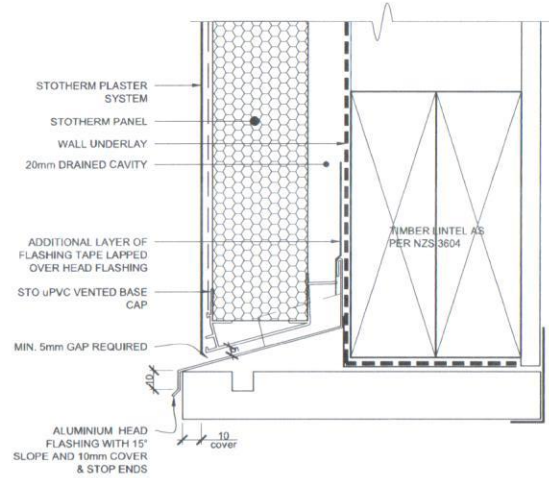 STOTHERM PLASTER
SYSTEM
STOTHERM PANEL
WALL UNDERLAY
20mm DRAINED CAVITY
TIMBER LINTEL AS
PER NZS 3604
ADDITIONAL LAYER OF
FLASHING TAPE LAPPED
OVER HEAD FLASHING
STO uPVC VENTED BASE
CAP
MIN. 5mm GAP REQUIRED
10
ALUMINIUM HEAD
FLASHING WITH 15°
SLOPE AND 10mm COVER
& STOP ENDS
10
cover